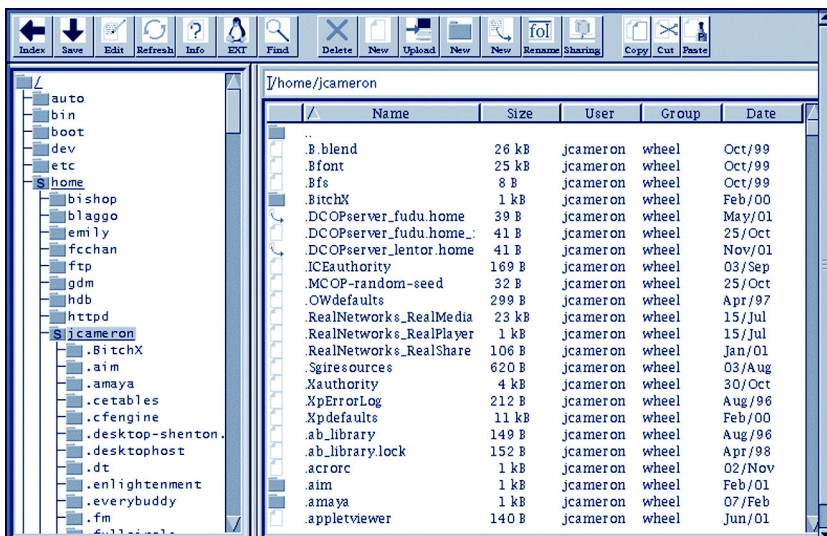 Index Save Edit Refresh Info EXT Find Delete New Upload New New Rename Sharing Copy Cut Paste
fol
/
auto
bin
boot
dev
etc
S home
bishop
blaggo
emily
fcchan
ftp
gdm
hdb
httpd
S jcameron
.BitchX
.aim
.amaya
.cetables
.cfengine
.desktop-shenton.
.desktophost
.dt
.enlightenment
.everybuddy
.fm
/home/jcameron
Name Size User Group Date
..
.B.blend 26 kB jcameron wheel Oct/99
.Bfont 25 kB jcameron wheel Oct/99
.Bfs 8 B jcameron wheel Oct/99
.BitchX 1 kB jcameron wheel Feb/00
.DCOPserver_fudu.home 39 B jcameron wheel May/01
.DCOPserver_fudu.home_: 41 B jcameron wheel 25/Oct
.DCOPserver_lentor.home 41 B jcameron wheel Nov/01
.ICEauthority 169 B jcameron wheel 03/Sep
.MCOP-random-seed 32 B jcameron wheel 25/Oct
.OWdefaults 299 B jcameron wheel Apr/97
.RealNetworks_RealMedia 23 kB jcameron wheel 15/Jul
.RealNetworks_RealPlayer 1 kB jcameron wheel 15/Jul
.RealNetworks_RealShare 106 B jcameron wheel Jan/01
.Sgiresources 620 B jcameron wheel 03/Aug
.Xauthority 4 kB jcameron wheel 30/Oct
.XpErrorLog 212 B jcameron wheel Aug/96
.Xpdefaults 11 kB jcameron wheel Feb/00
.ab_library 149 B jcameron wheel Aug/96
.ab_library.lock 152 B jcameron wheel Apr/98
.acrorc 1 kB jcameron wheel 02/Nov
.aim 1 kB jcameron wheel Feb/01
.amaya 1 kB jcameron wheel 07/Feb
.appletviewer 140 B jcameron wheel Jun/01